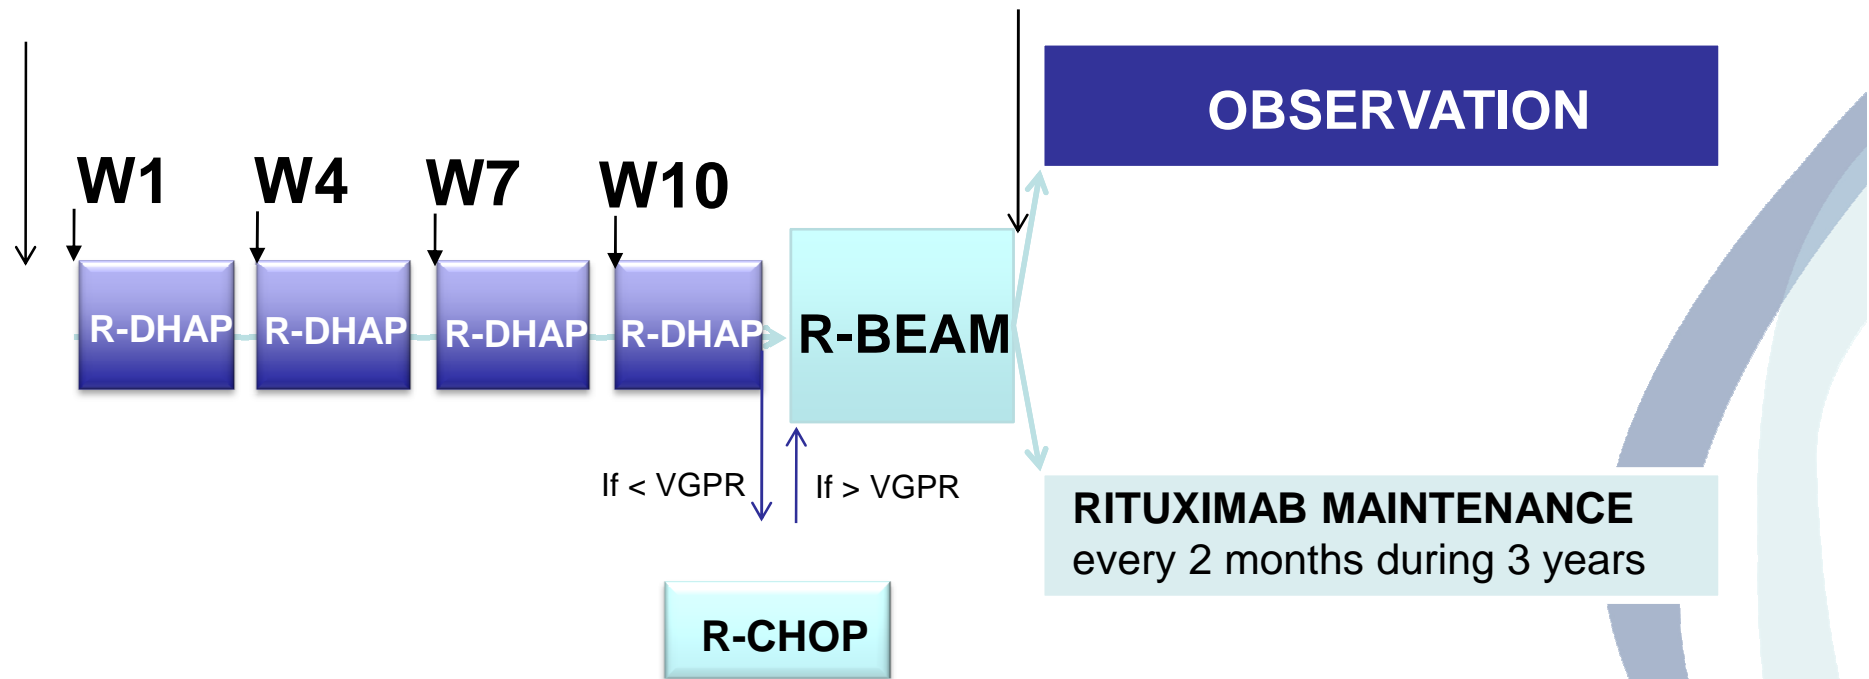 OBSERVATION
W1 W4 W7 W10
R-DHAP R-DHAP R-DHAP R-DHAP R-BEAM
If < VGPR If > VGPR
RITUXIMAB MAINTENANCE
every 2 months during 3 years
R-CHOP